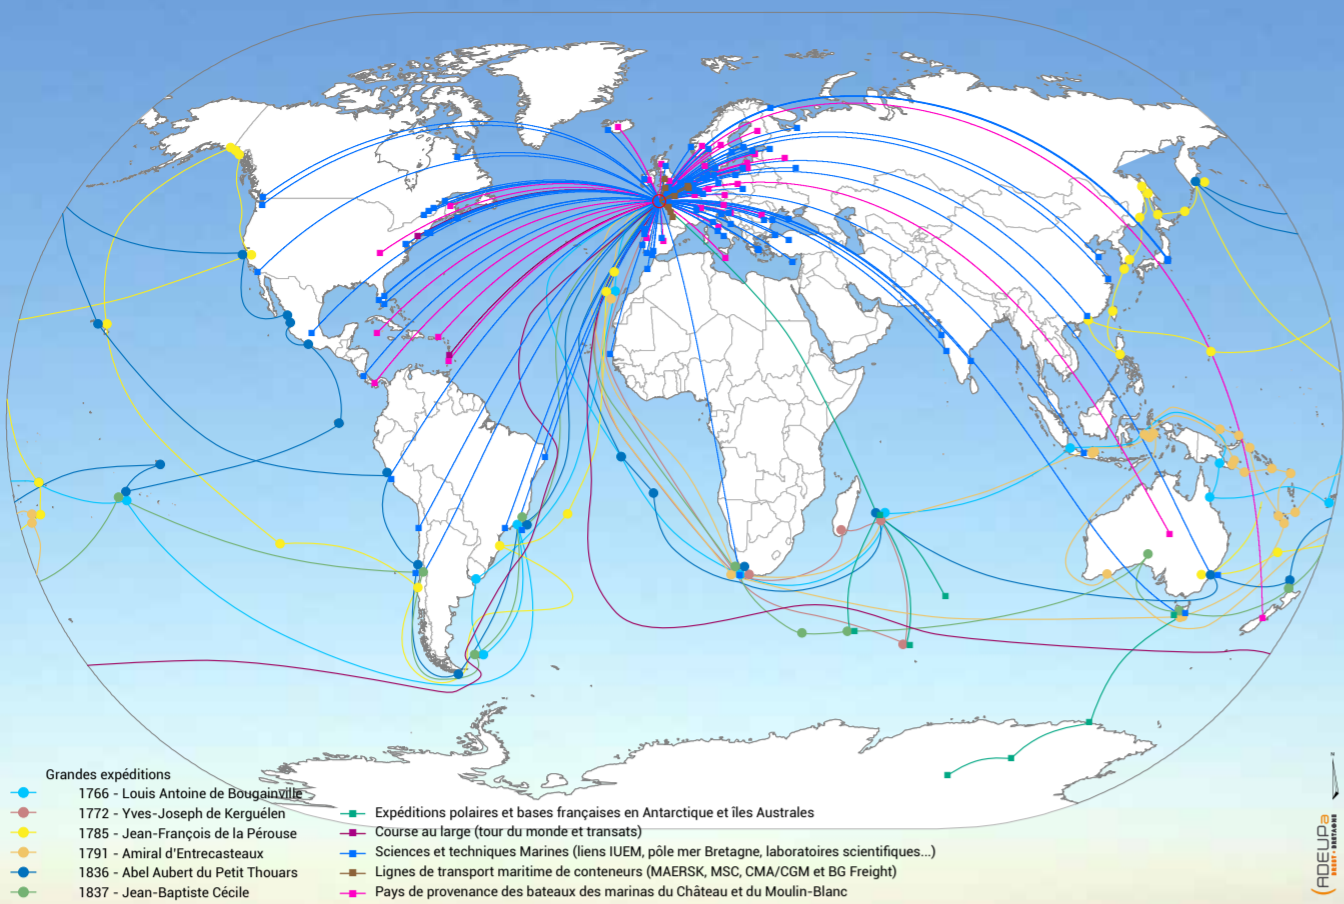 Grandes expéditions
1766 - Louis Antoine de Bougainville
1772 - Yves-Joseph de Kerguélen
1785 - Jean-François de la Pérouse
1791 - Amiral d'Entrecasteaux
1836 - Abel Aubert du Petit Thouars
1837 - Jean-Baptiste Cécile
Expéditions polaires et bases françaises en Antarctique et îles Australes
Course au large (tour du monde et transats)
Sciences et techniques Marines (liens IUEM, pôle mer Bretagne, laboratoires scientifiques...)
Lignes de transport maritime de conteneurs (MAERSK, MSC, CMA/CGM et BG Freight)
Pays de provenance des bateaux des marinas du Château et du Moulin-Blanc
ADEUPa
BREST • BRETAGNE